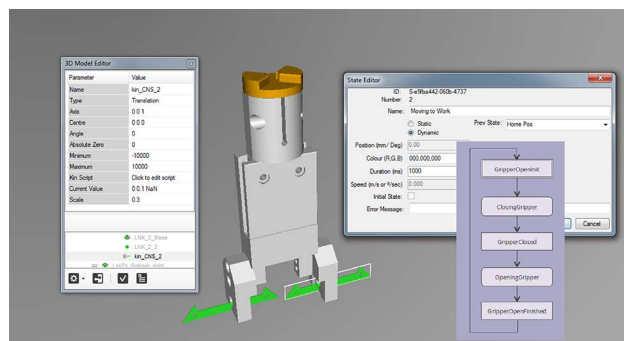 3D Model Editor
Parameter Value
Name kin_CNS_2
Type Translation
Axis 0 0 1
Centre 0 0 0
Angle 0
Absolute Zero 0
Minimum -10000
Maximum 10000
Kin Script Click to edit script
Current Value 0 0.1 NaN
Scale 0.3
LNK_2_Base
LNK_2_2
kin_CNS_2
State Editor
ID: S-e9fba442-060b-4737
Number: 2
Name: Moving to Work
Static
Dynamic
Prev State: Home Pos
Position (mm/ Deg) 0.00
Colour (R,G,B) 000,000,000
Duration (ms) 1000
Speed (m/s or º/sec) 0.000
Initial State:
Error Message:
Cancel
GripperOpenInit
ClosingGripper
GripperClosed
OpeningGripper
GripperOpenFinished